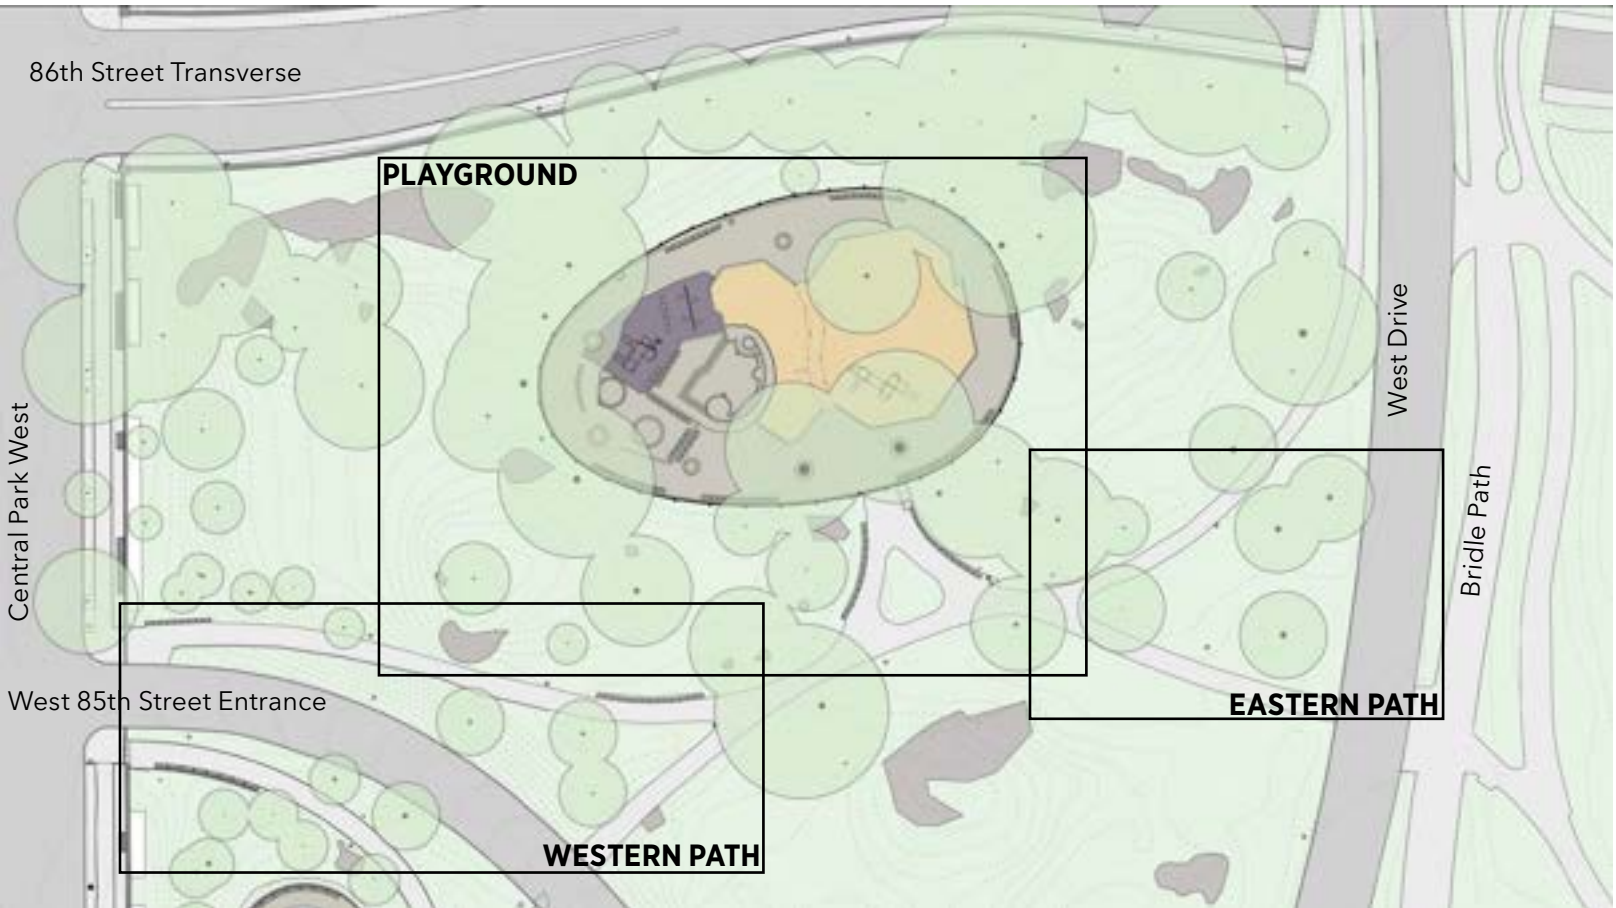 86th Street Transverse
PLAYGROUND
West Drive
Central Park West
Bridle Path
West 85th Street Entrance
EASTERN PATH
WESTERN PATH